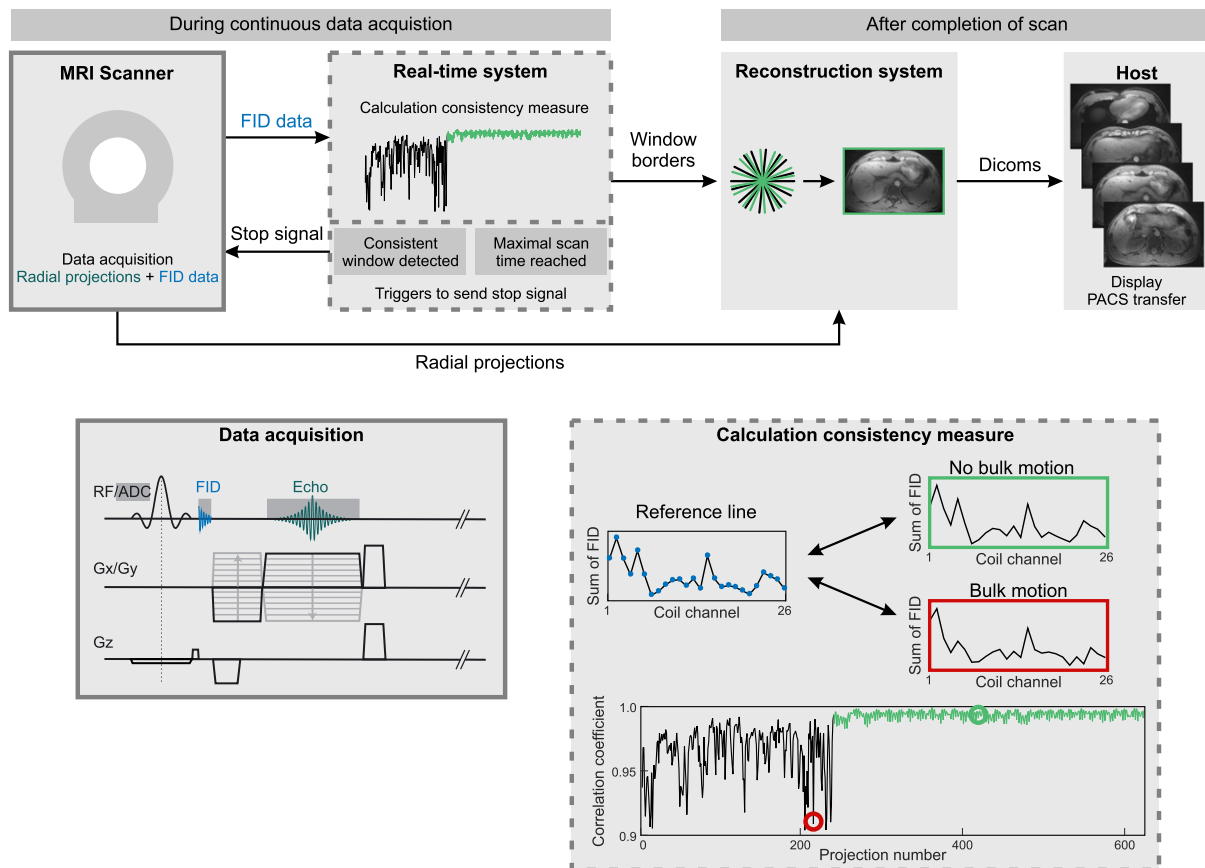 During continuous data acquistion
After completion of scan
MRI Scanner
Data acquisition
Radial projections + FID data
FID data
Stop signal
Real-time system
Calculation consistency measure
Consistent
window detected
Maximal scan
time reached
Triggers to send stop signal
Window
borders
Reconstruction system
Dicoms
Host
Display
PACS transfer
Radial projections
Data acquisition
RF/ADC
FID
Echo
Gx/Gy
Gz
Calculation consistency measure
Reference line
Sum of FID
1
Coil channel
26
No bulk motion
Sum of FID
1
Coil channel
26
Bulk motion
Sum of FID
1
Coil channel
26
Correlation coefficient
1.0
0.95
0.9
0
200
400
600
rojection number